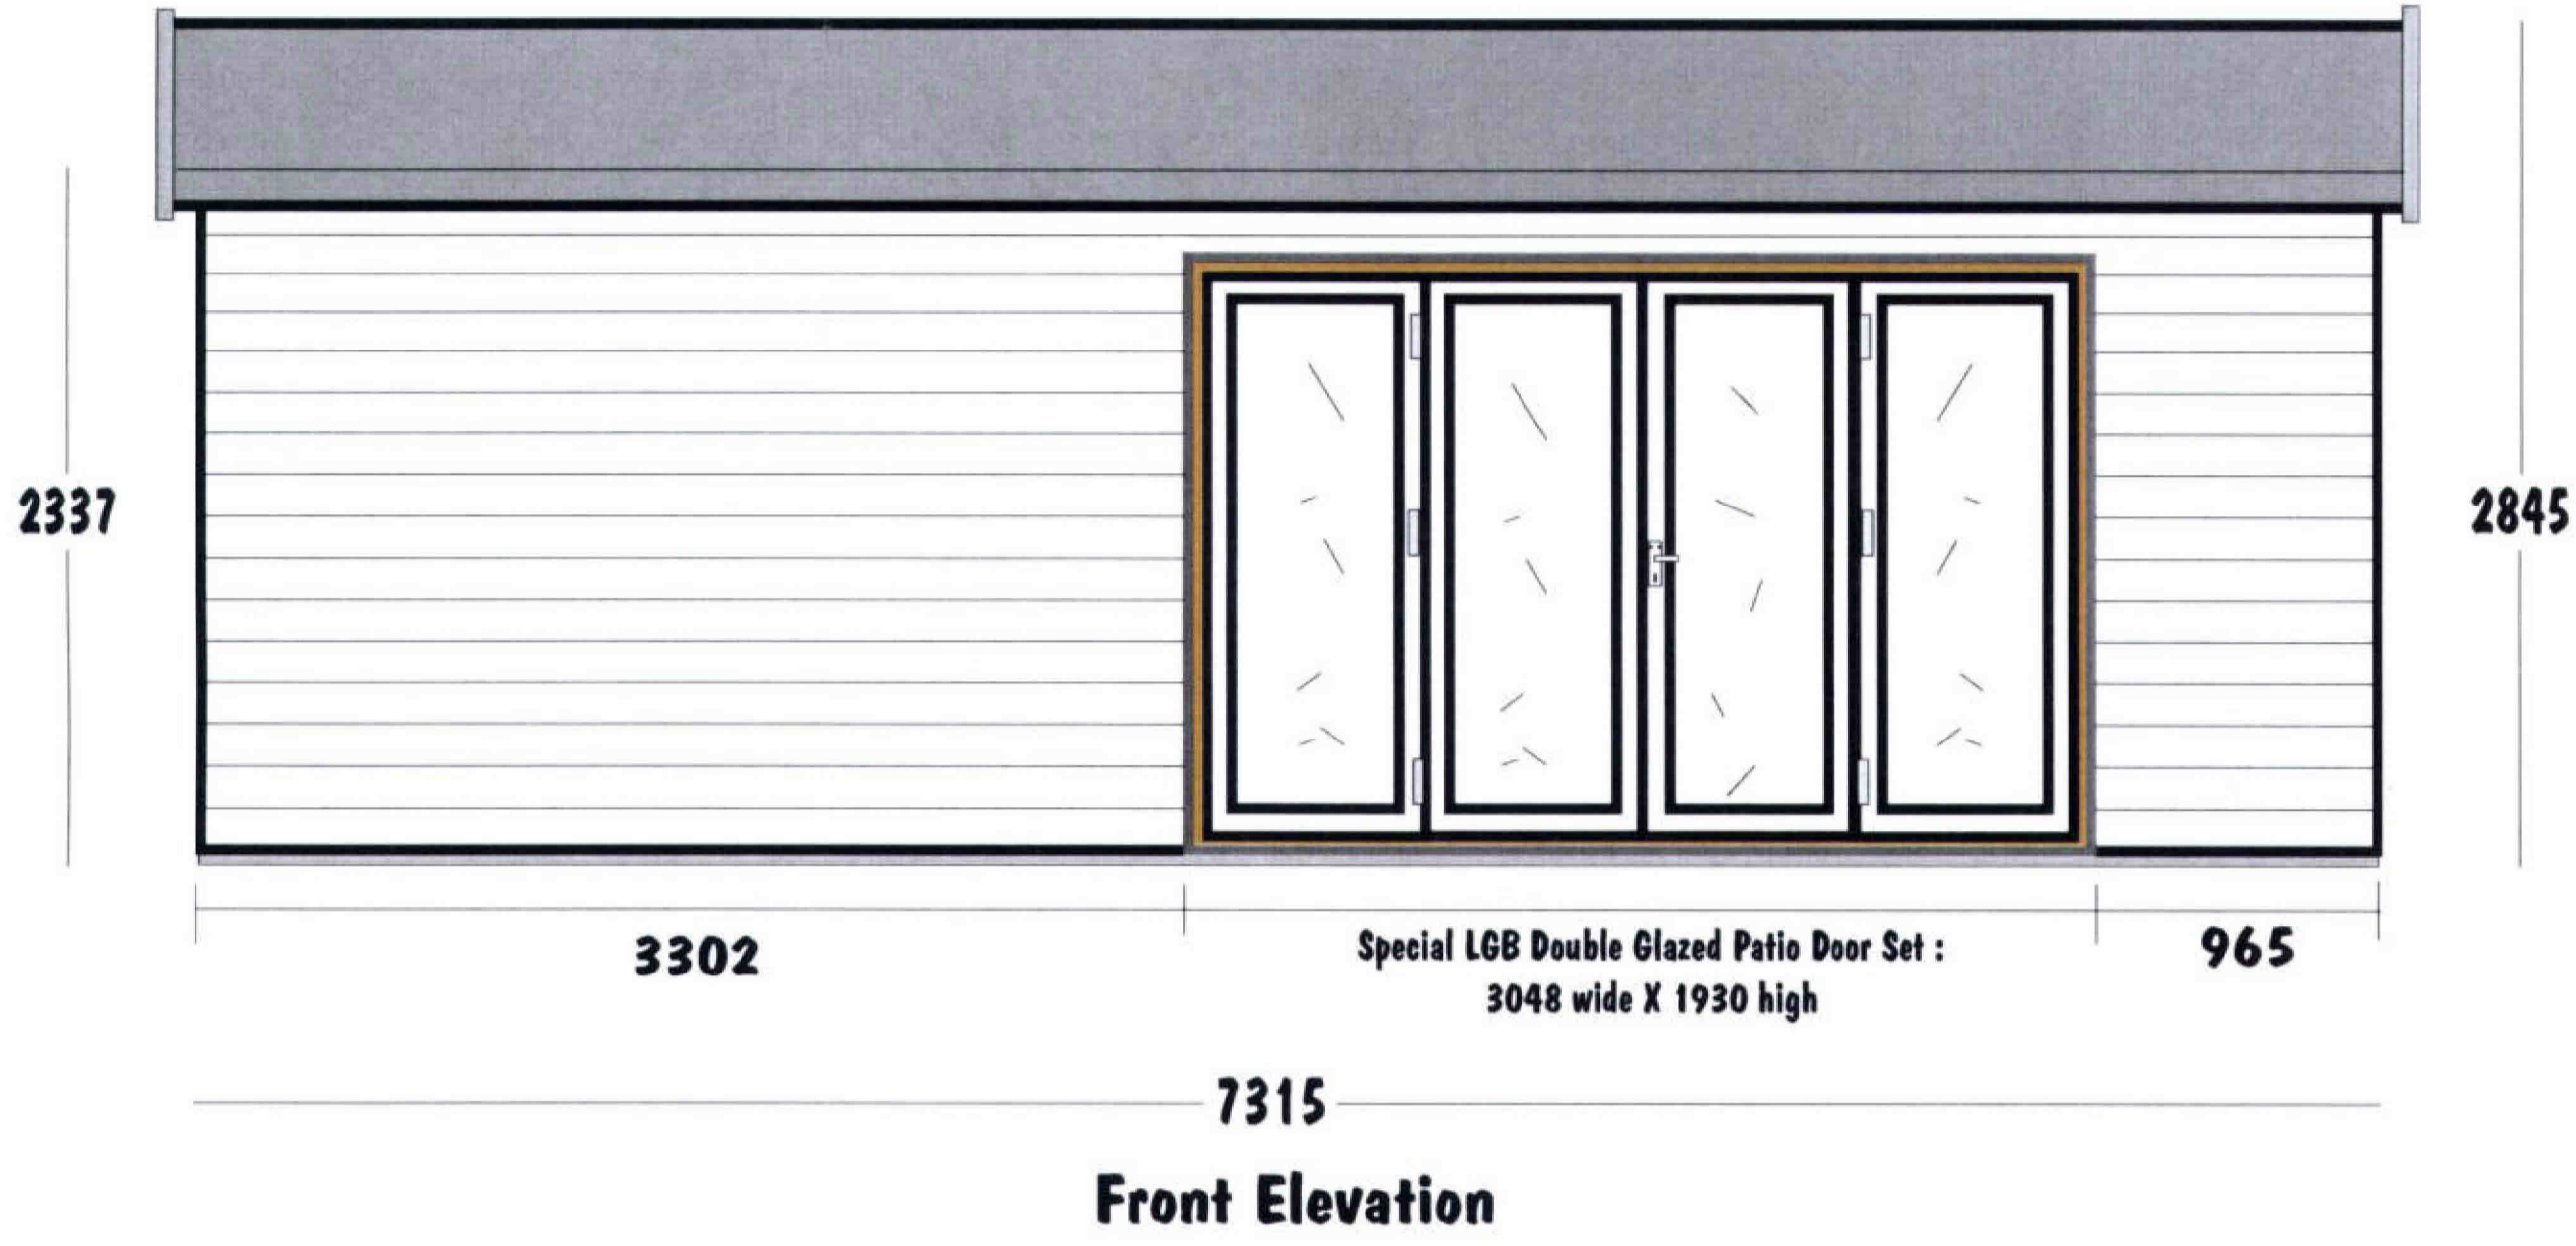 2337
2845
3302
Special LGB Double Glazed Patio Door Set :
3048 wide X 1930 high
965
7315
Front Elevation